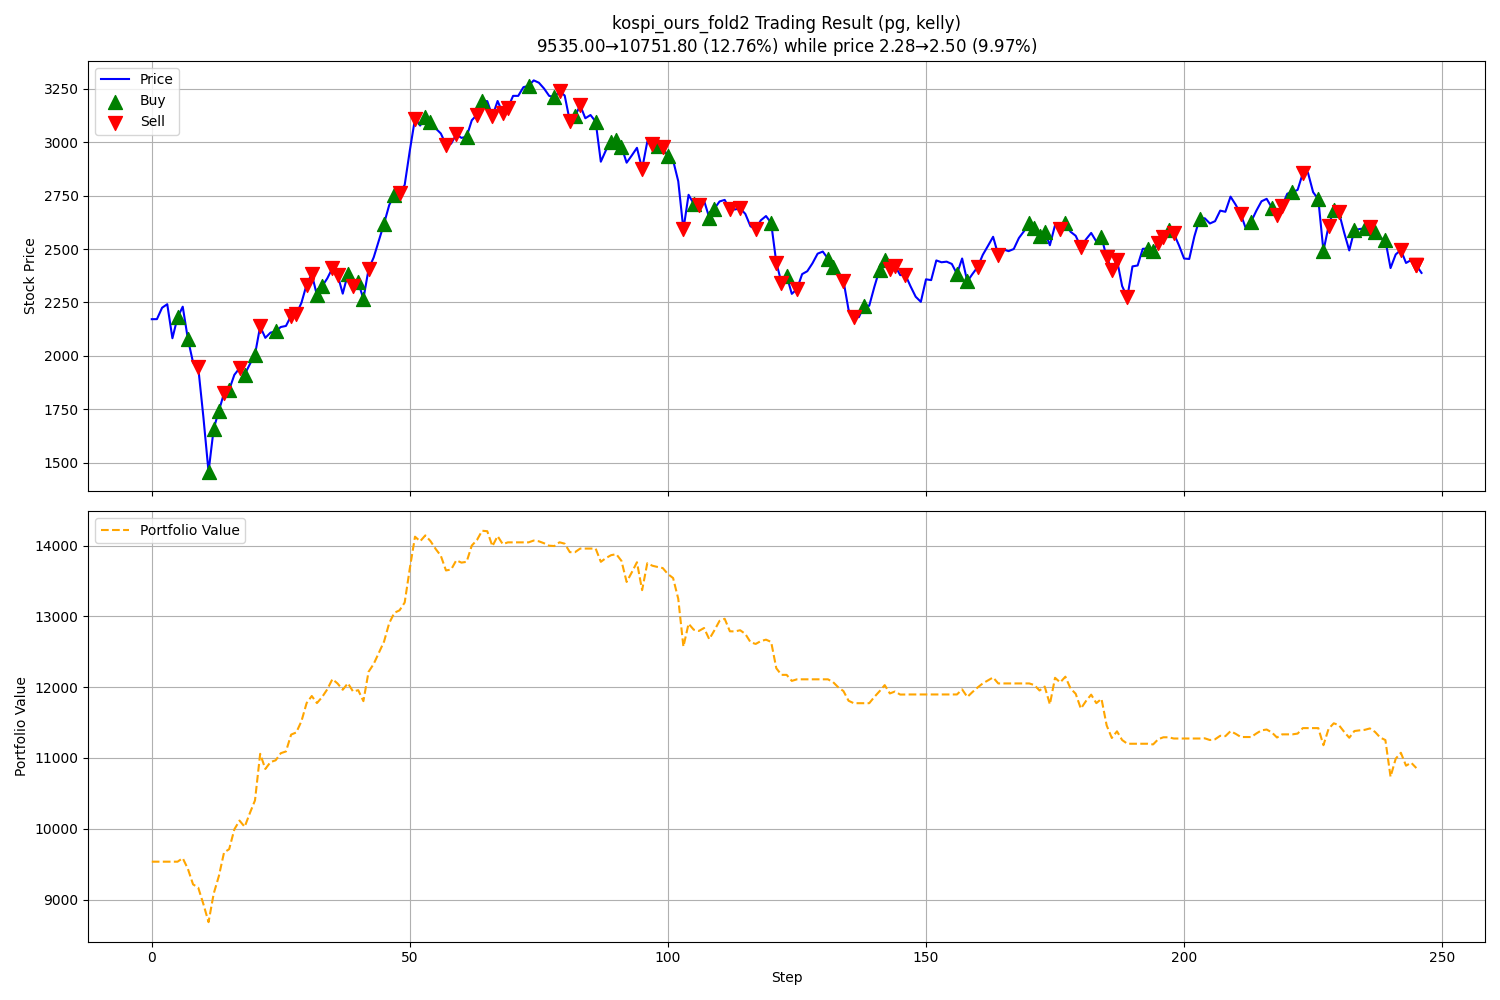 kospi_ours_fold2 Trading Result (pg, kelly)
9535.00→10751.80 (12.76%) while price 2.28→2.50 (9.97%)
Price
Buy
Sell
Stock Price
3250
3000
2750
2500
2250
2000
1750
1500
Portfolio Value
Portfolio Value
14000
13000
12000
11000
10000
9000
0
50
100
150
200
250
Step